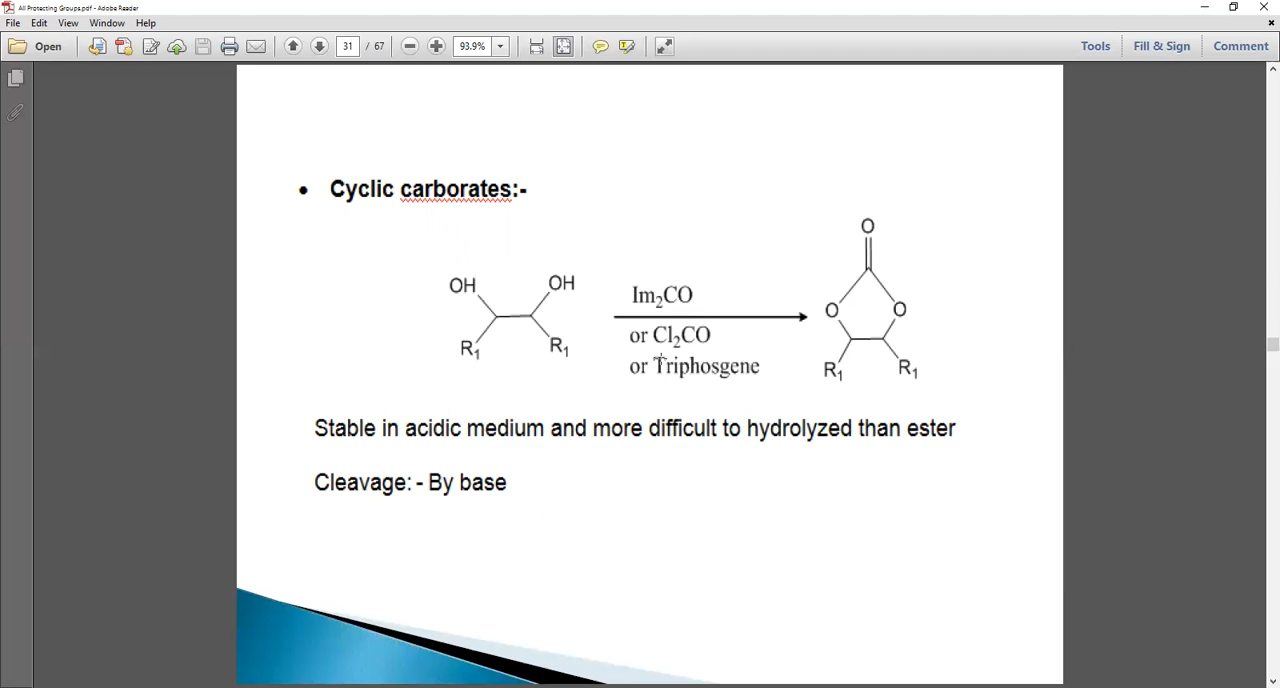 All Protecting Groups.pdf - Adobe Reader
File Edit View Window Help
Open 31 / 67 93.9% Tools Fill & Sign Comment
• Cyclic carborates:-
O
OH OH Im₂CO O O
R₁ R₁ or Cl₂CO R₁ R₁
or Triphosgene
Stable in acidic medium and more difficult to hydrolyzed than ester
Cleavage: - By base